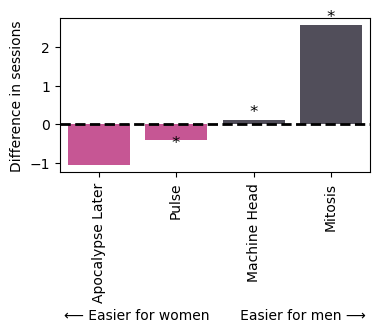 Difference in sessions
2
1
0
−1
*
*
*
Apocalypse Later
Pulse
Machine Head
Mitosis
⟵ Easier for women
Easier for men ⟶